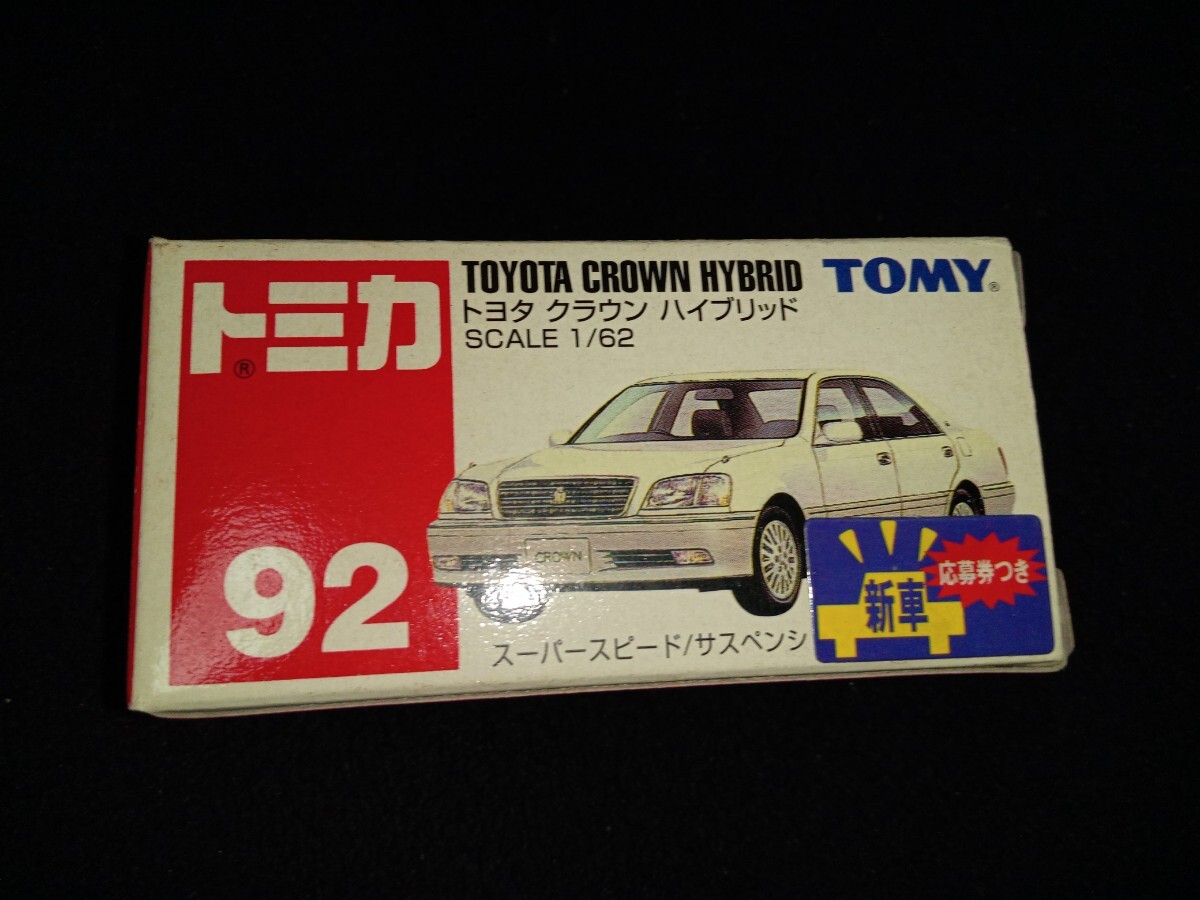 トミカ
®
92
TOYOTA CROWN HYBRID
トヨタ クラウン ハイブリッド
SCALE 1/62
TOMY®
CROWN
スーパースピード/サスペンシ
新車
応募券つき